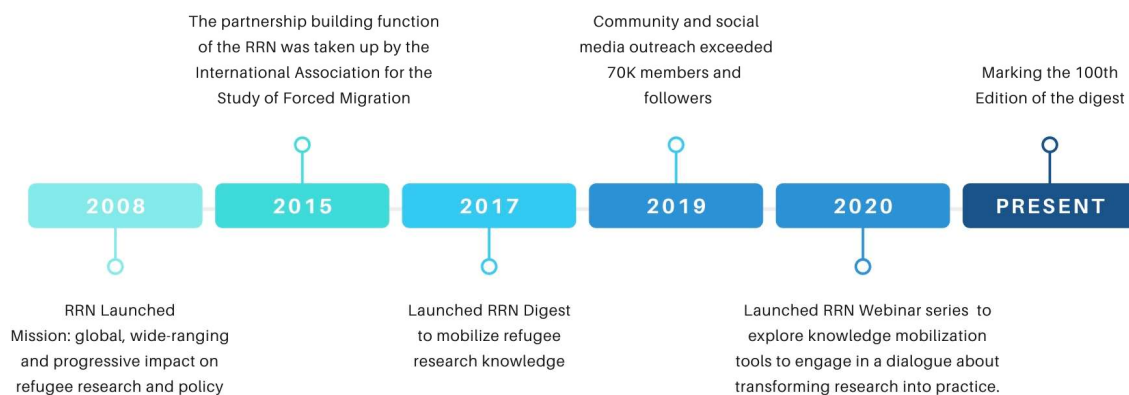 The partnership building function
of the RRN was taken up by the
International Association for the
Study of Forced Migration
Community and social
media outreach exceeded
70K members and
followers
Marking the 100th
Edition of the digest
2008
2015
2017
2019
2020
PRESENT
RRN Launched
Mission: global, wide-ranging
and progressive impact on
refugee research and policy
Launched RRN Digest
to mobilize refugee
research knowledge
Launched RRN Webinar series to
explore knowledge mobilization
tools to engage in a dialogue about
transforming research into practice.